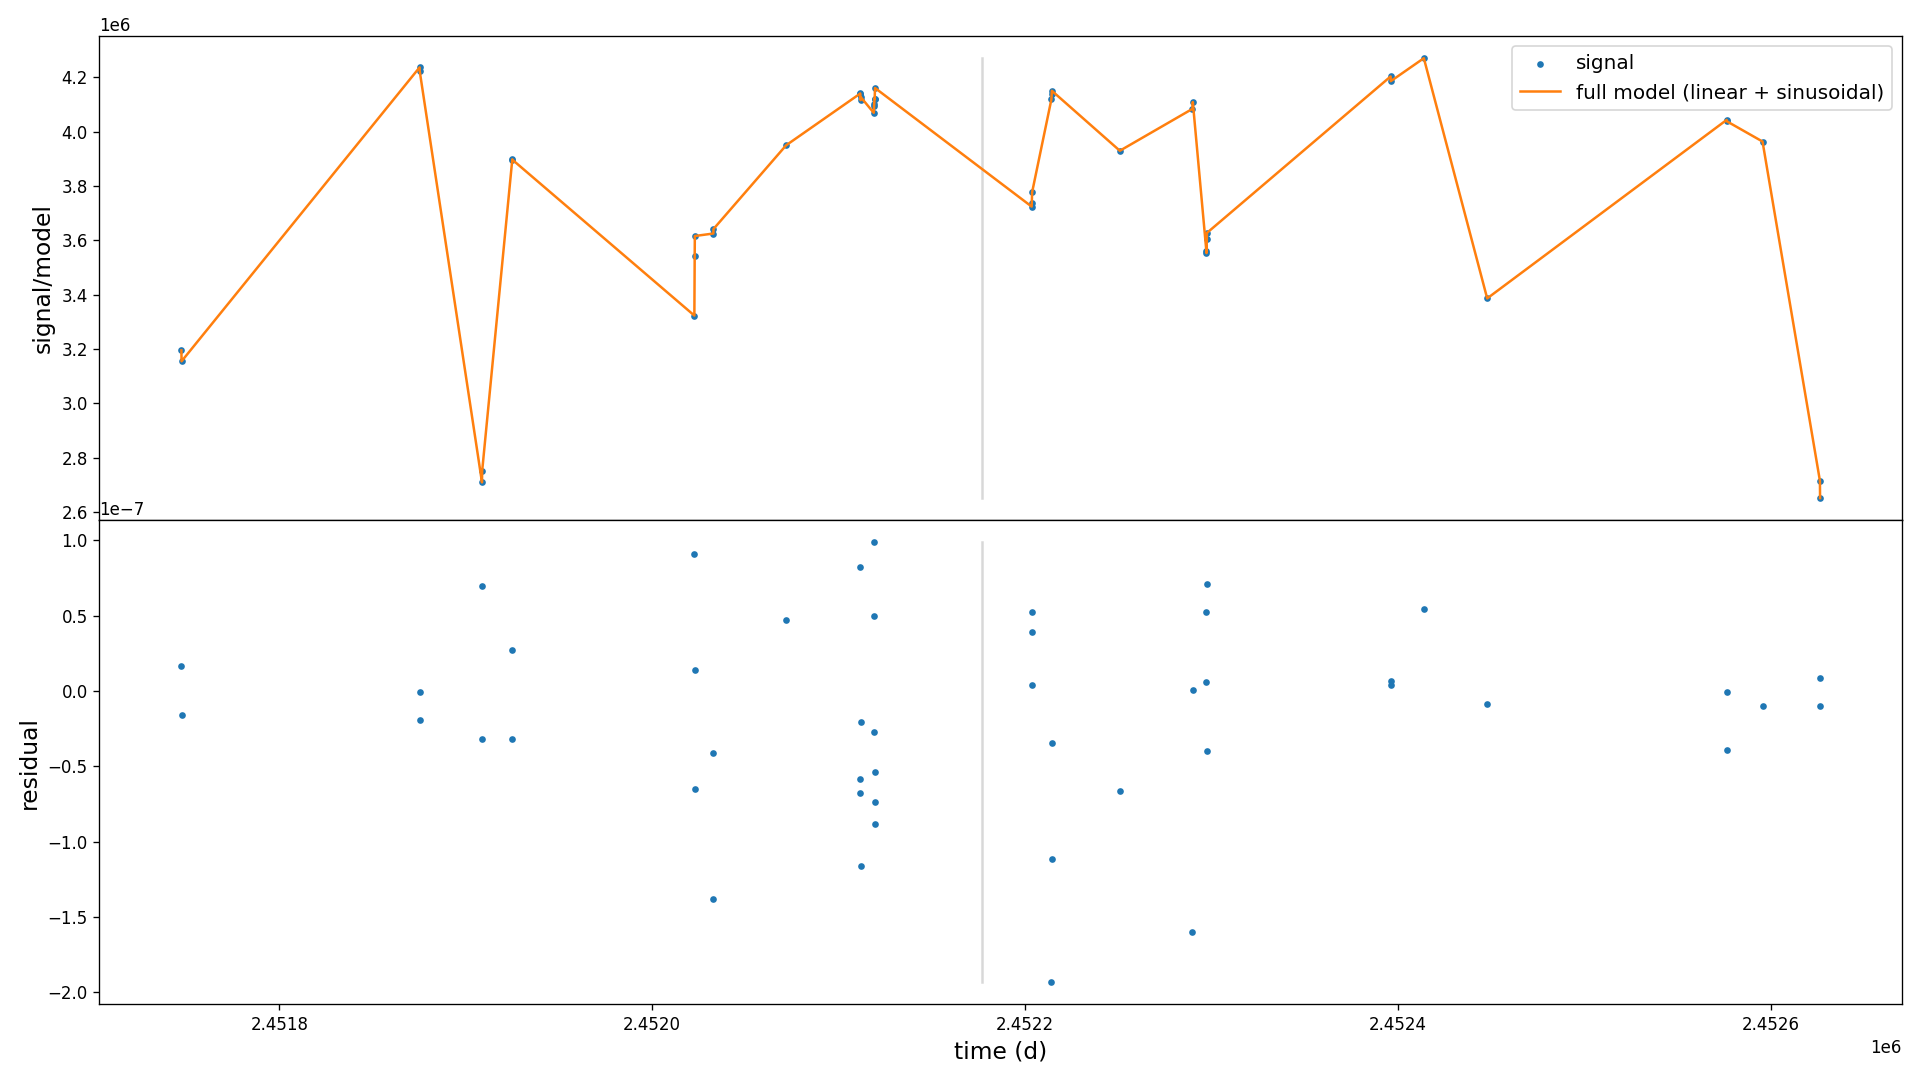 1e6
signal
full model (linear + sinusoidal)
4.2
4.0
3.8
3.6
3.4
3.2
3.0
2.8
2.6
signal/model
1e−7
1.0
0.5
0.0
−0.5
−1.0
−1.5
−2.0
residual
2.4518 2.4520 2.4522 2.4524 2.4526
time (d)
1e6